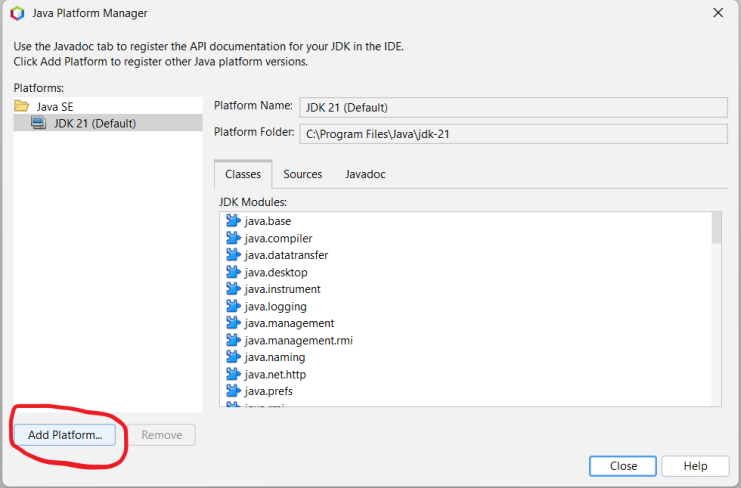 Java Platform Manager
Use the Javadoc tab to register the API documentation for your JDK in the IDE.
Click Add Platform to register other Java platform versions.
Platforms:
Java SE
JDK 21 (Default)
Platform Name: JDK 21 (Default)
Platform Folder: C:\Program Files\Java\jdk-21
Classes Sources Javadoc
JDK Modules:
java.base
java.compiler
java.datatransfer
java.desktop
java.instrument
java.logging
java.management
java.management.rmi
java.naming
java.net.http
java.prefs
Add Platform... Remove
Close Help